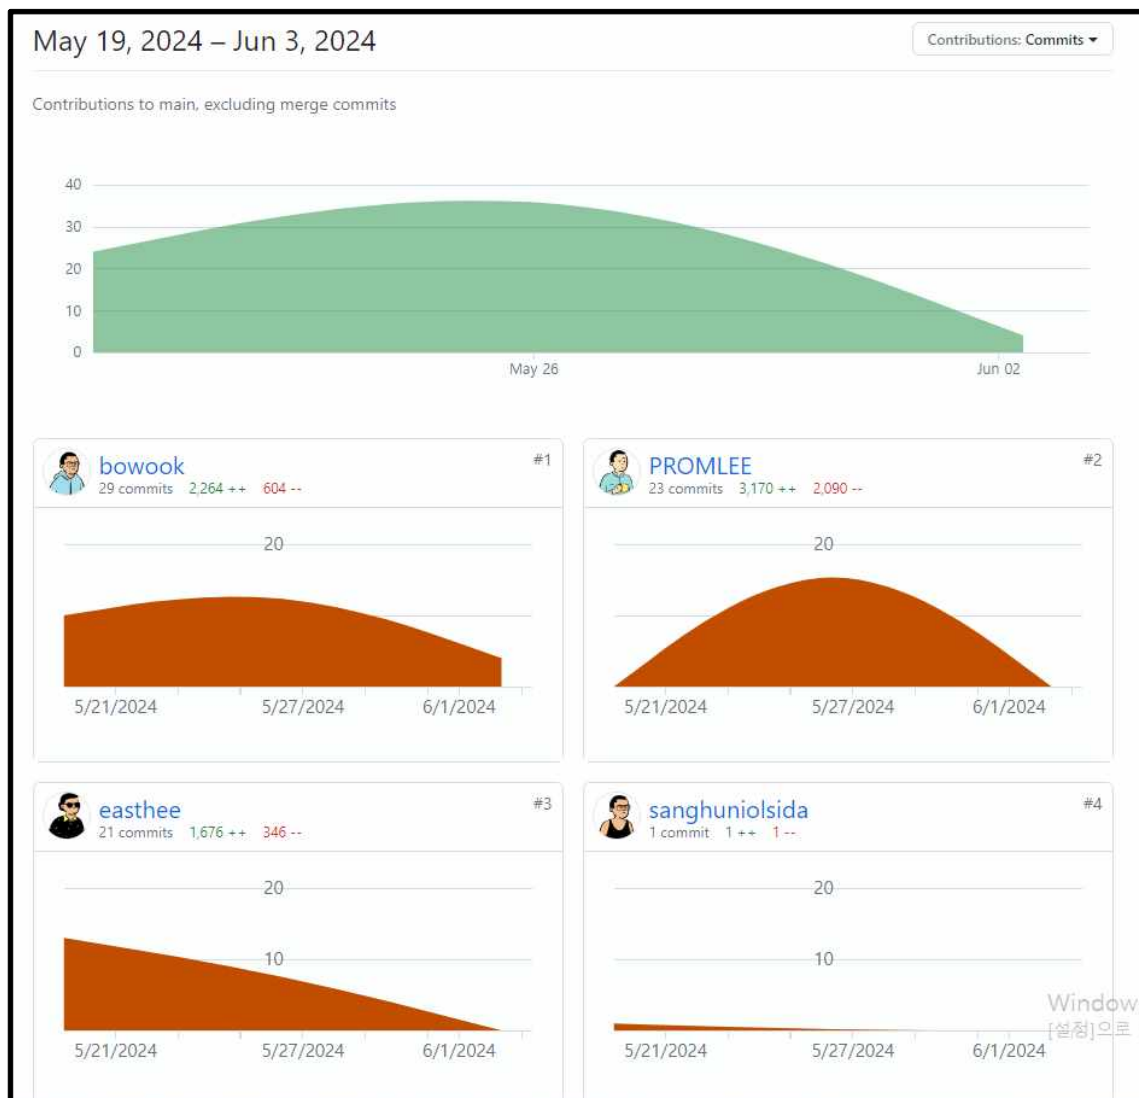 May 19, 2024 – Jun 3, 2024
Contributions: Commits
Contributions to main, excluding merge commits
40
30
20
10
0
May 26
Jun 02
bowook
#1
29 commits 2,264 ++ 604 --
20
5/21/2024 5/27/2024 6/1/2024
PROMLEE
#2
23 commits 3,170 ++ 2,090 --
20
5/21/2024 5/27/2024 6/1/2024
easthee
#3
21 commits 1,676 ++ 346 --
20
10
5/21/2024 5/27/2024 6/1/2024
sanghuniolsida
#4
1 commit 1 ++ 1 --
20
10
5/21/2024 5/27/2024 6/1/2024
Window
[설정]으로